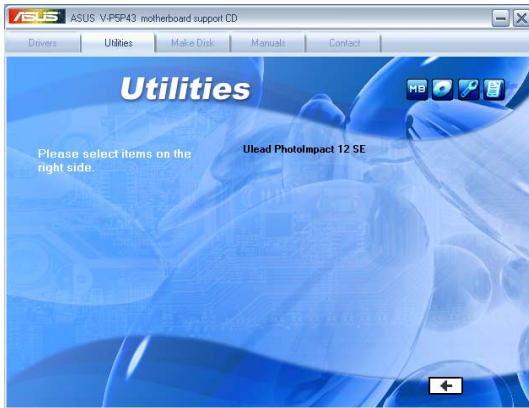 ASUS ASUS V-P5P43 motherboard support CD
Drivers Utilities Make Disk Manuals Contact
Utilities
MB
Please select items on the
right side.
Ulead PhotoImpact 12 SE